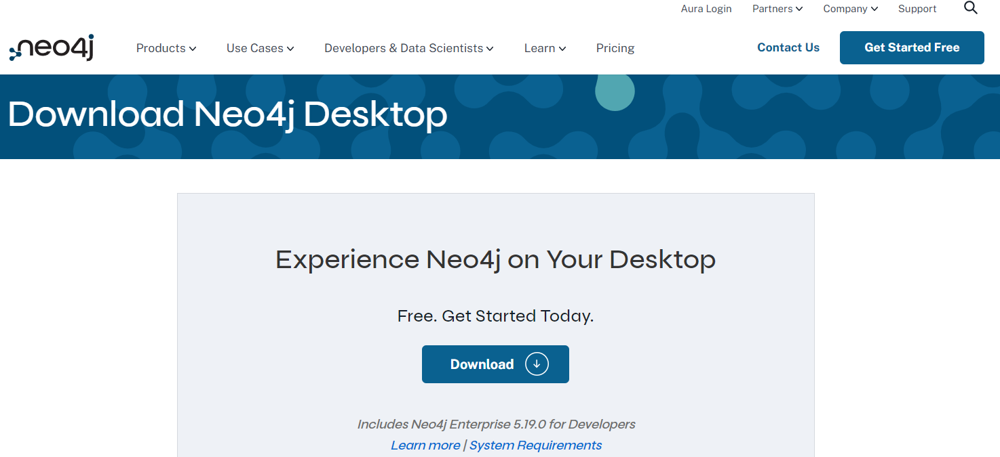 Aura Login Partners Company Support
neo4j Products Use Cases Developers & Data Scientists Learn Pricing Contact Us Get Started Free
Download Neo4j Desktop
Experience Neo4j on Your Desktop
Free. Get Started Today.
Download
Includes Neo4j Enterprise 5.19.0 for Developers
Learn more | System Requirements